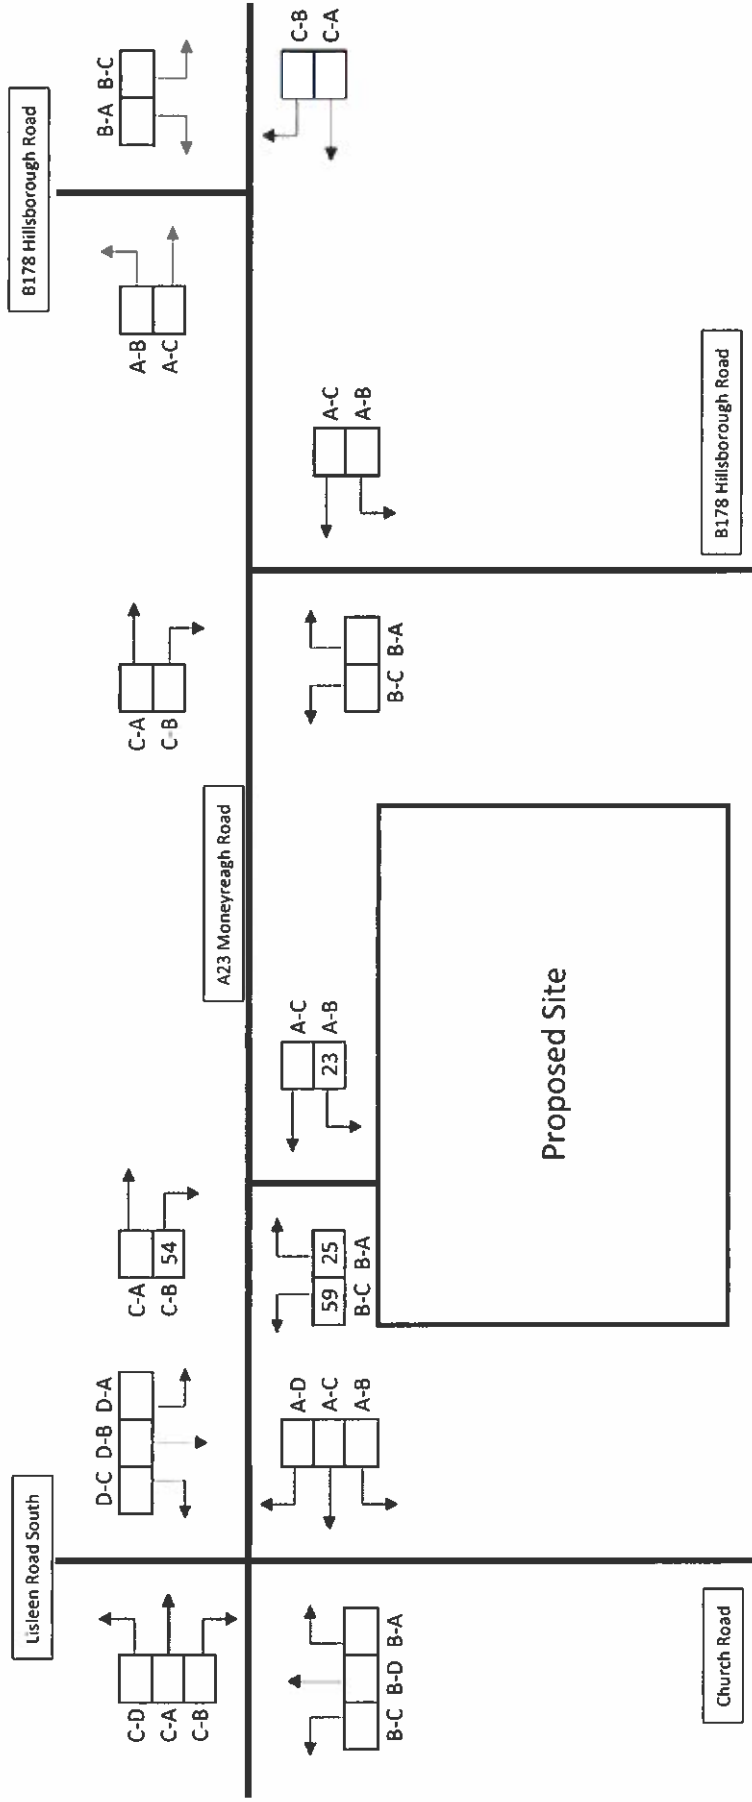 Lisleen Road South
B178 Hillsborough Road
C-D
C-A
C-B
D-C D-B D-A
C-A
C-B 54
C-A
C-B
A-B
A-C
B-A B-C
A23 Moneyreagh Road
B-C B-D B-A
A-D
A-C
A-B
59 25
B-C B-A
A-C
23 A-B
B-C B-A
A-C
A-B
C-B
C-A
Proposed Site
Church Road
B178 Hillsborough Road